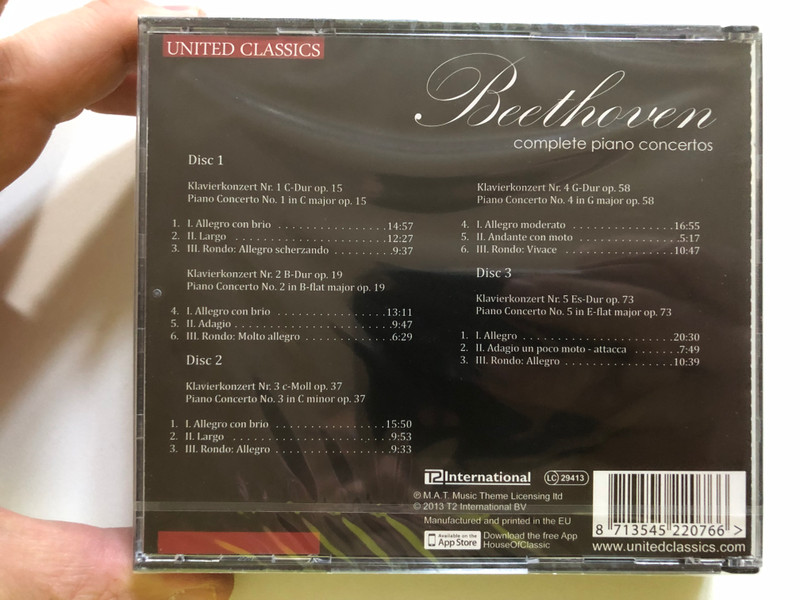 UNITED CLASSICS
Beethoven
complete piano concertos
Disc 1
Klavierkonzert Nr. 1 C-Dur op. 15
Piano Concerto No. 1 in C major op. 15
1. I. Allegro con brio . . . . . . . . . . . . . . . . . . . 14:57
2. II. Largo . . . . . . . . . . . . . . . . . . . . . . . . . 12:27
3. III. Rondo: Allegro scherzando . . . . . . . . . 9:37
Klavierkonzert Nr. 2 B-Dur op. 19
Piano Concerto No. 2 in B-flat major op. 19
4. I. Allegro con brio . . . . . . . . . . . . . . . . . . . 13:11
5. II. Adagio . . . . . . . . . . . . . . . . . . . . . . . . . 9:47
6. III. Rondo: Molto allegro . . . . . . . . . . . . . . 6:29
Disc 2
Klavierkonzert Nr. 3 c-Moll op. 37
Piano Concerto No. 3 in C minor op. 37
1. I. Allegro con brio . . . . . . . . . . . . . . . . . . . 15:50
2. II. Largo . . . . . . . . . . . . . . . . . . . . . . . . . 9:53
3. III. Rondo: Allegro . . . . . . . . . . . . . . . . . . . 9:33
Klavierkonzert Nr. 4 G-Dur op. 58
Piano Concerto No. 4 in G major op. 58
4. I. Allegro moderato . . . . . . . . . . . . . . . . 16:55
5. II. Andante con moto . . . . . . . . . . . . . . . . 5:17
6. III. Rondo: Vivace . . . . . . . . . . . . . . . . . . 10:47
Disc 3
Klavierkonzert Nr. 5 Es-Dur op. 73
Piano Concerto No. 5 in E-flat major op. 73
1. I. Allegro . . . . . . . . . . . . . . . . . . . . . . . . . 20:30
2. II. Adagio un poco moto - attacca . . . . . . . 7:49
3. III. Rondo: Allegro . . . . . . . . . . . . . . . . . . 10:39
T2 International LC 29413
℗ M.A.T. Music Theme Licensing ltd
© 2013 T2 International BV
Manufactured and printed in the EU
Available on the App Store
Download the free App
HouseOfClassic
8 713545 220766 >
www.unitedclassics.com